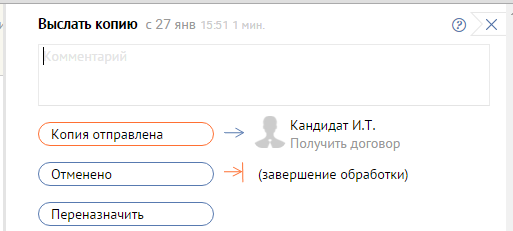 Выслать копию с 27 янв 15:51 1 мин.
Комментарий
Копия отправлена
Кандидат И.Т.
Получить договор
Отменено
(завершение обработки)
Переназначить